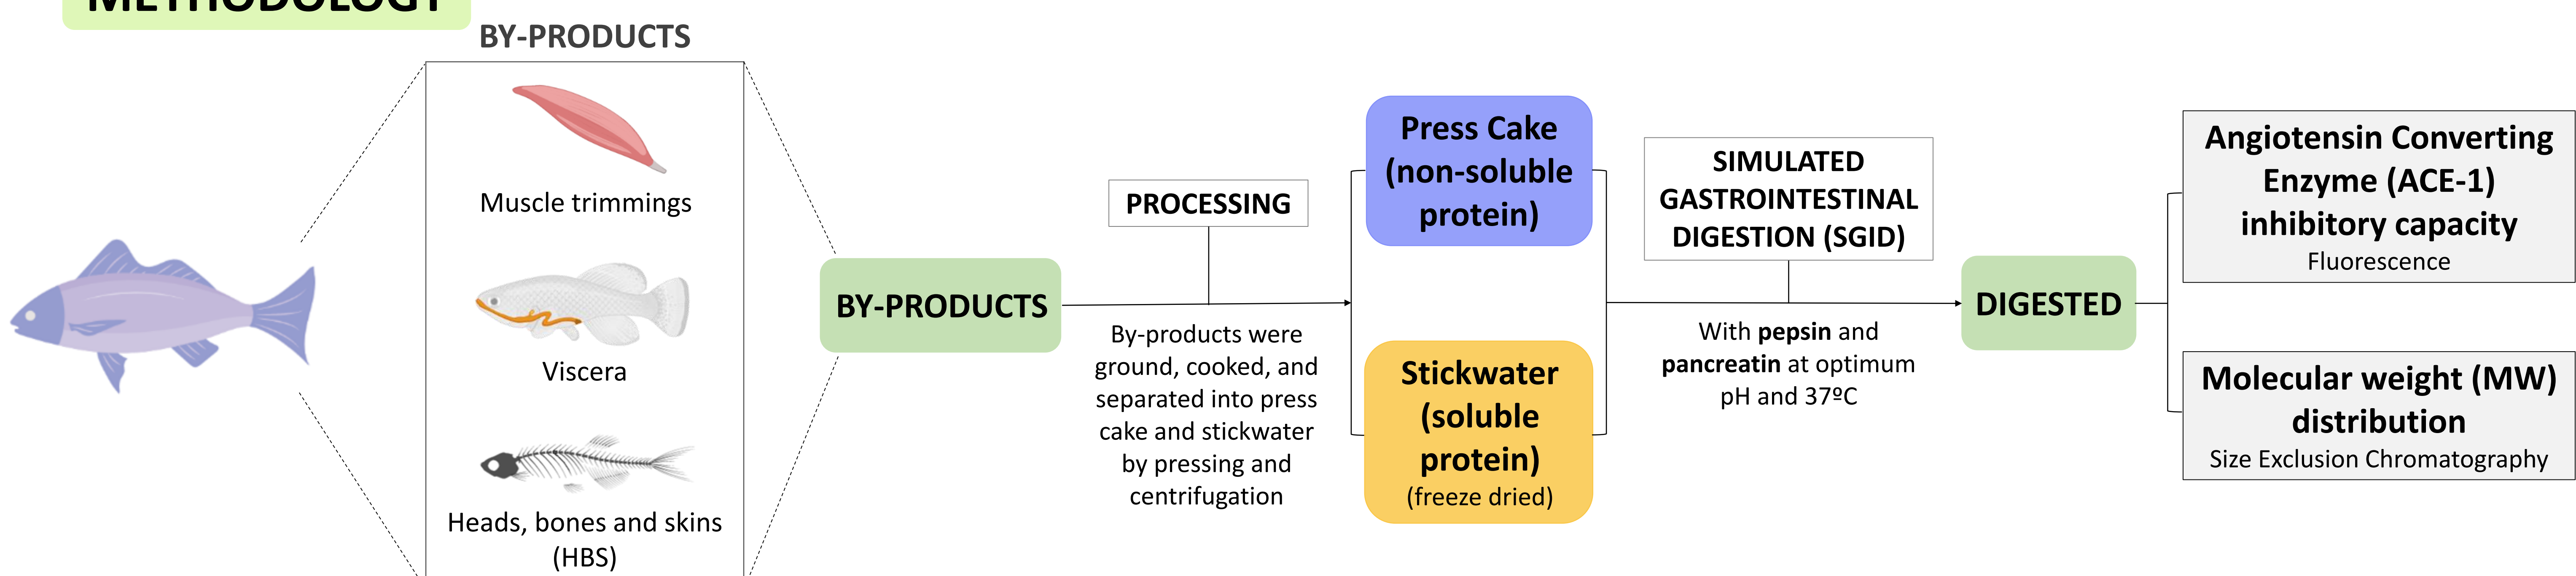 METHODOLOGY
BY-PRODUCTS
Muscle trimmings
Viscera
Heads, bones and skins
(HBS)
BY-PRODUCTS
PROCESSING
By-products were
ground, cooked, and
separated into press
cake and stickwater
by pressing and
centrifugation
Press Cake
(non-soluble
protein)
Stickwater
(soluble
protein)
(freeze dried)
SIMULATED
GASTROINTESTINAL
DIGESTION (SGID)
With pepsin and
pancreatin at optimum
pH and 37ºC
DIGESTED
Angiotensin Converting
Enzyme (ACE-1)
inhibitory capacity
Fluorescence
Molecular weight (MW)
distribution
Size Exclusion Chromatography